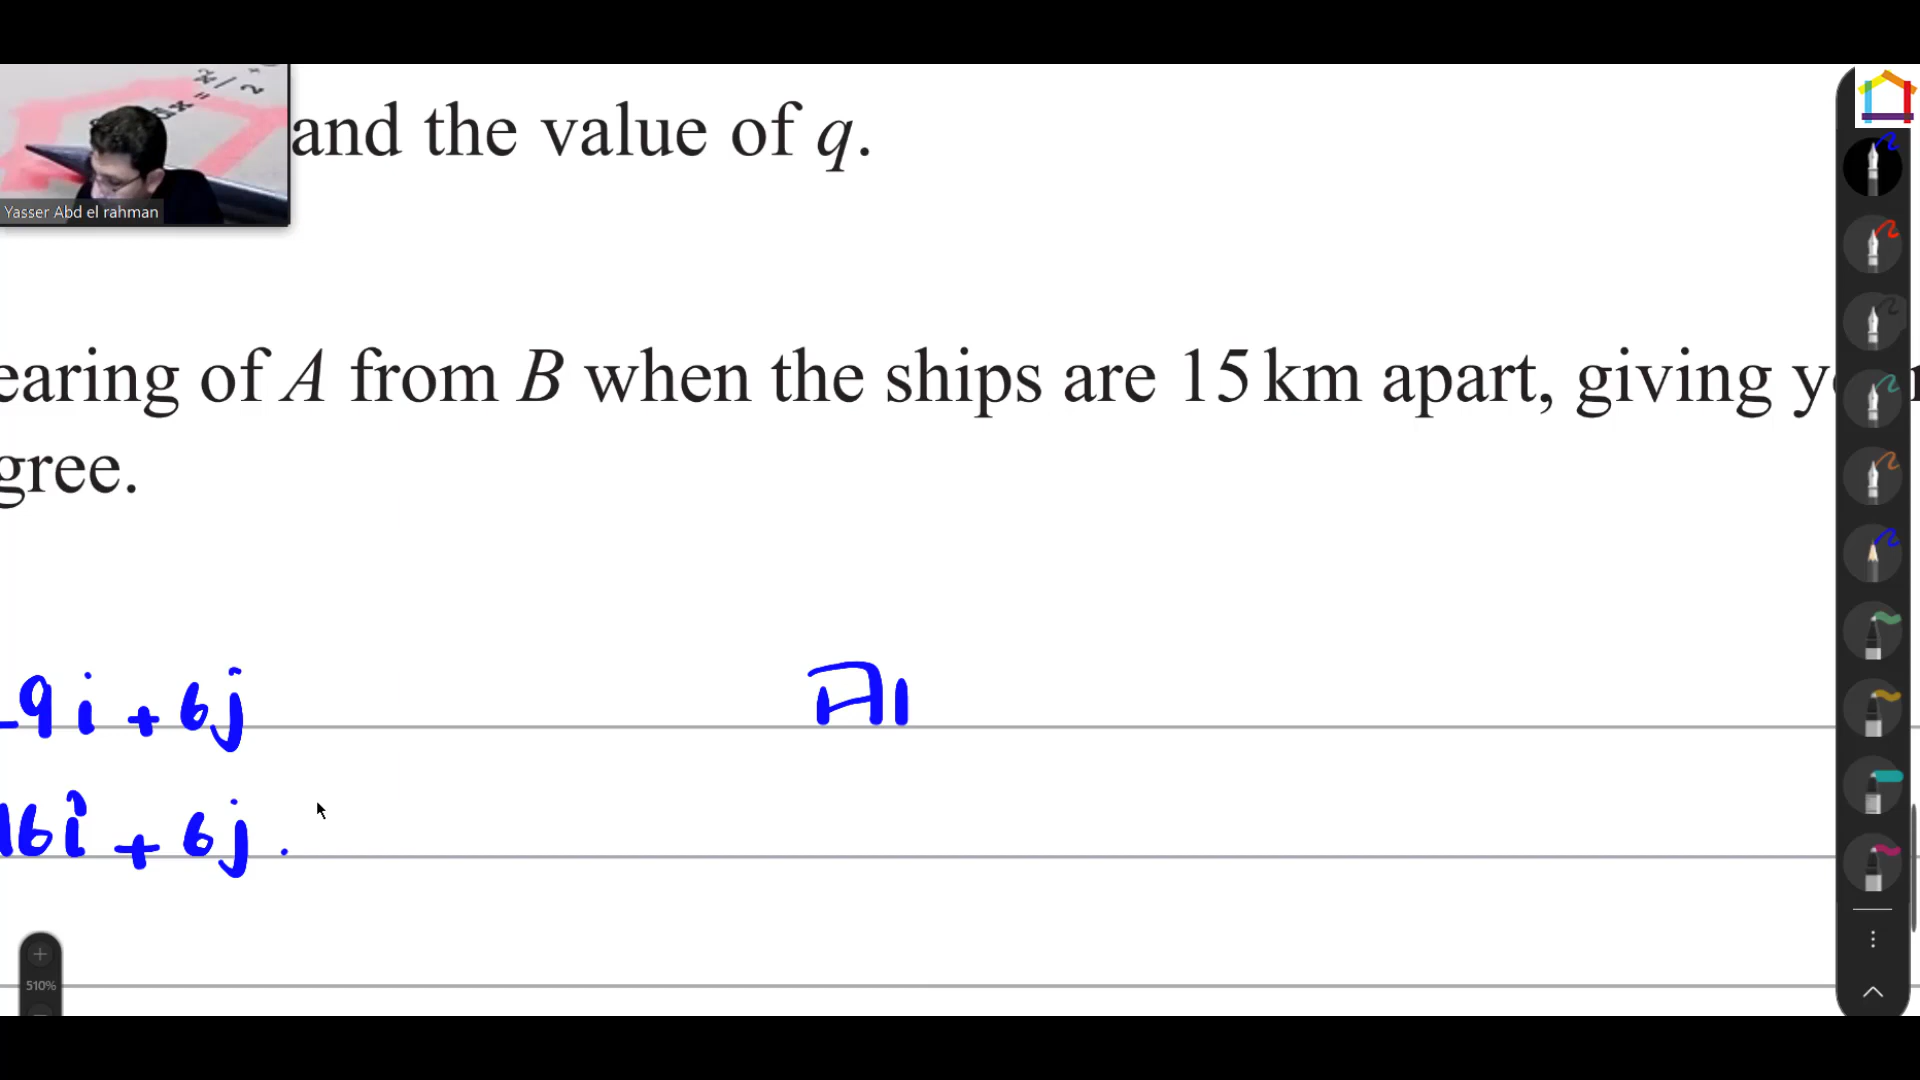 and the value of q.
Yasser Abd el rahman
earing of A from B when the ships are 15 km apart, giving
gree.
-9i + 6j
16i + 6j.
510%